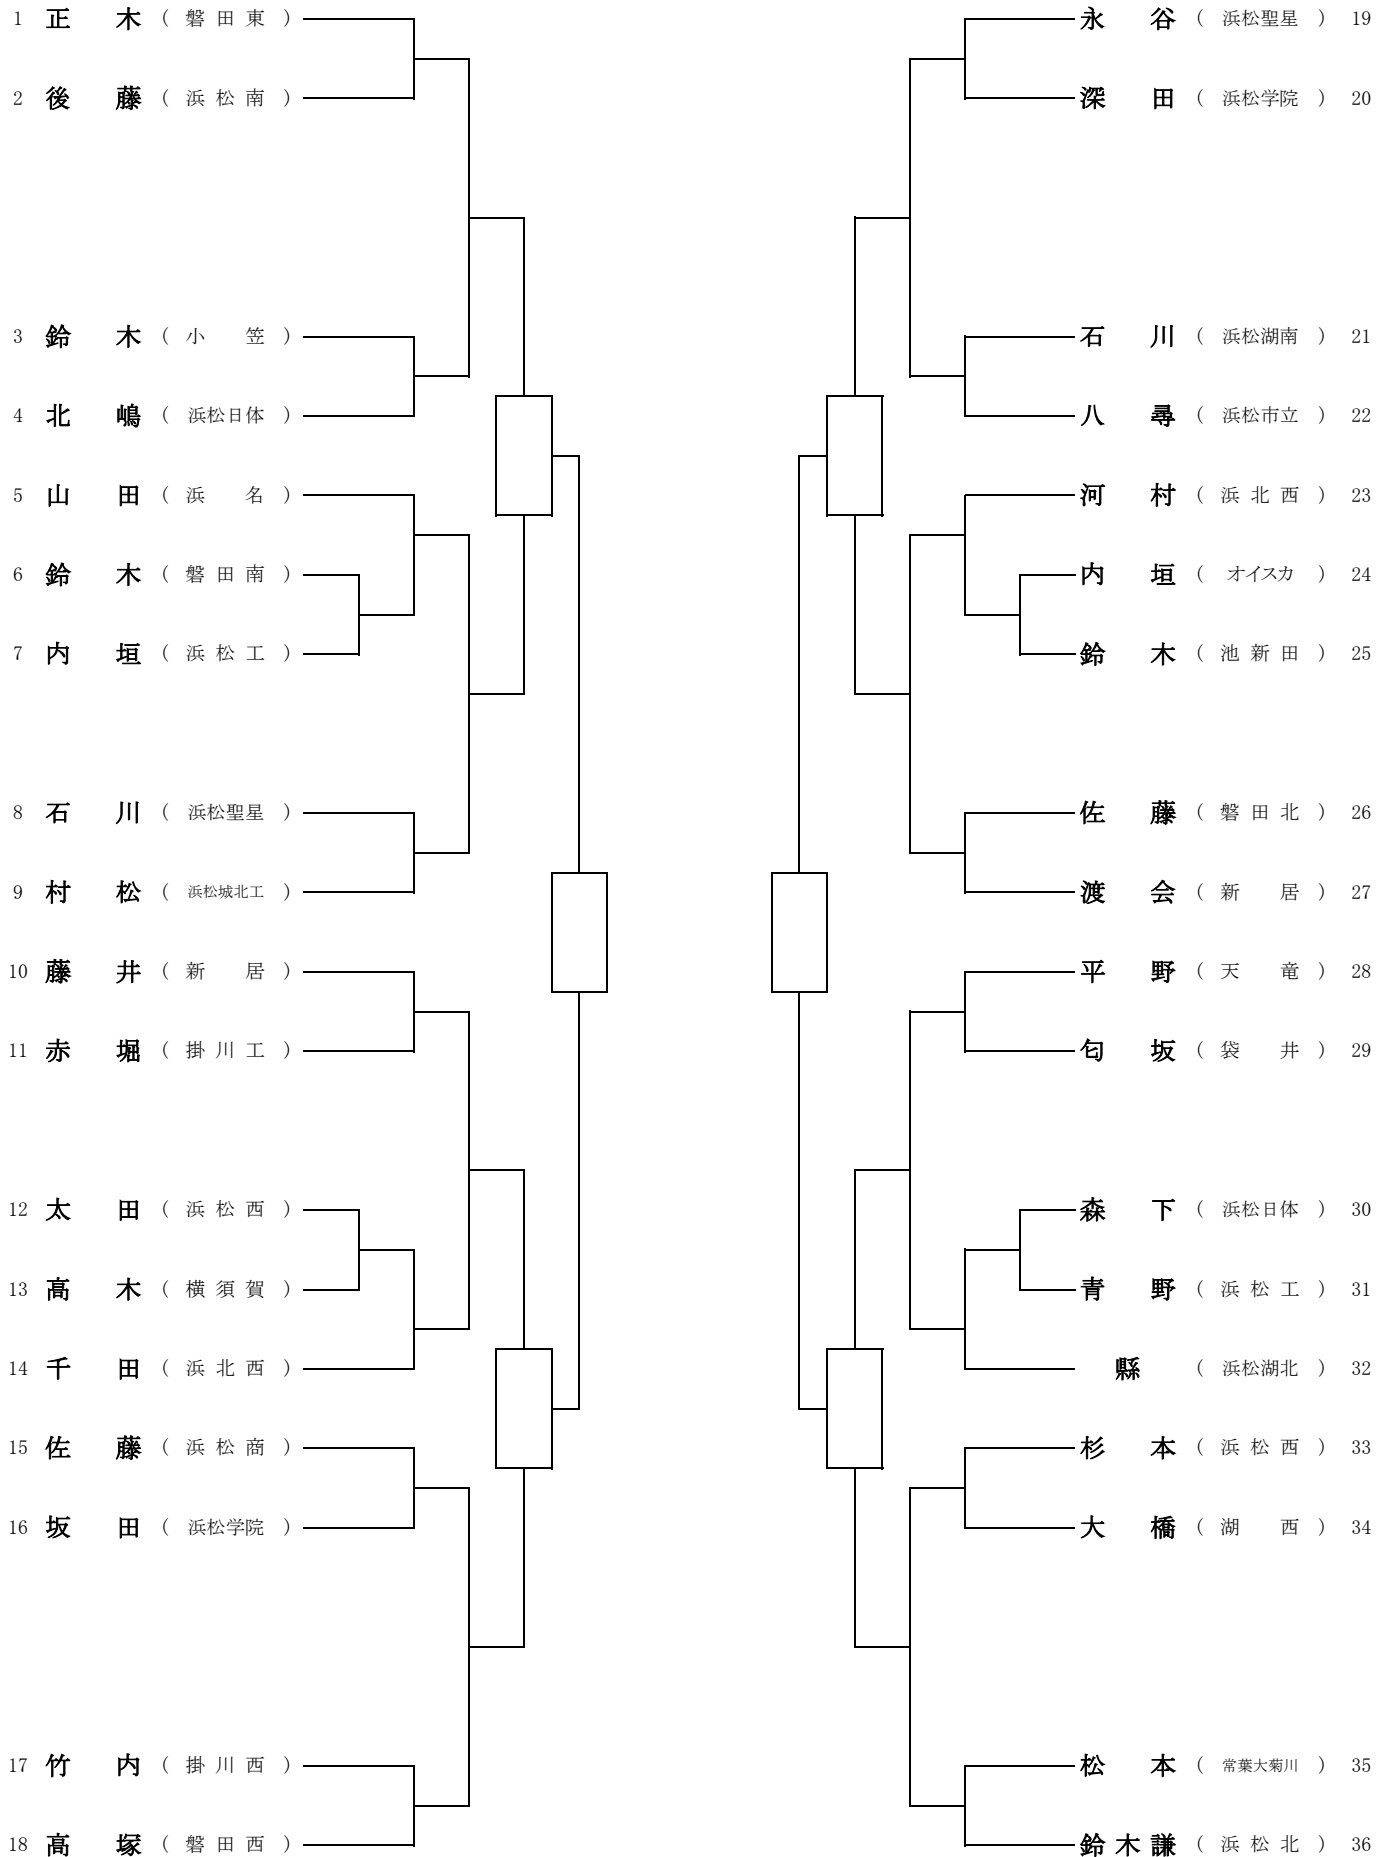 1 正木 (磐田東)
2 後藤 (浜松南)
3 鈴木 (小笠)
4 北嶋 (浜松日体)
5 山田 (浜名)
6 鈴木 (磐田南)
7 内垣 (浜松工)
8 石川 (浜松聖星)
9 村松 (浜松城北工)
10 藤井 (新居)
11 赤堀 (掛川工)
12 太田 (浜松西)
13 髙木 (横須賀)
14 千田 (浜北西)
15 佐藤 (浜松商)
16 坂田 (浜松学院)
17 竹内 (掛川西)
18 髙塚 (磐田西)
永谷 (浜松聖星) 19
深田 (浜松学院) 20
石川 (浜松湖南) 21
八尋 (浜松市立) 22
河村 (浜北西) 23
内垣 (オイスカ) 24
鈴木 (池新田) 25
佐藤 (磐田北) 26
渡会 (新居) 27
平野 (天竜) 28
匂坂 (袋井) 29
森下 (浜松日体) 30
青野 (浜松工) 31
縣 (浜松湖北) 32
杉本 (浜松西) 33
大橋 (湖西) 34
松本 (常葉大菊川) 35
鈴木謙 (浜松北) 36